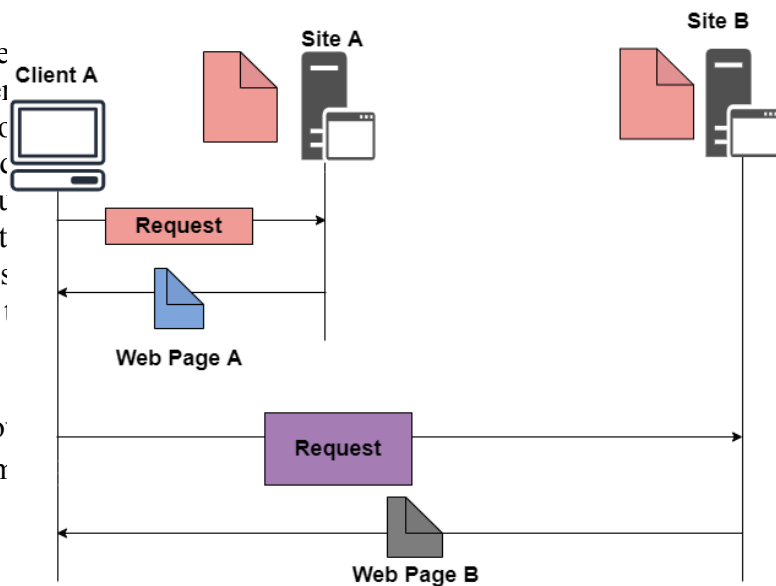 Site B
Site A
Client A
Request
Web Page A
Request
Web Page B